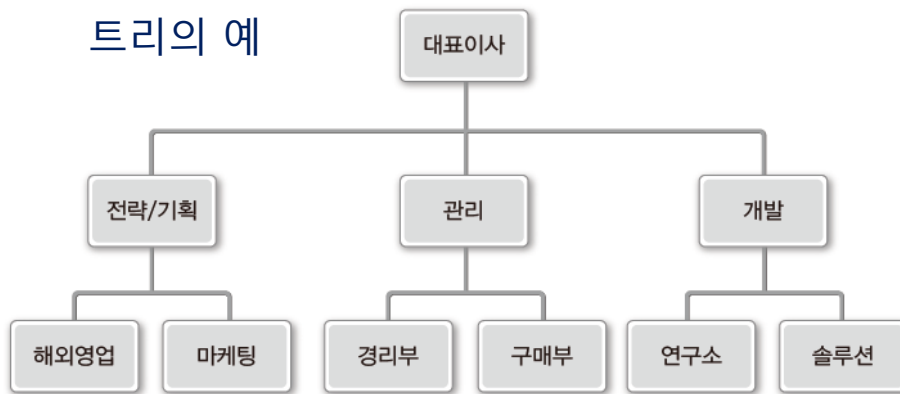 트리의 예
대표이사
전략/기획
관리
개발
해외영업
마케팅
경리부
구매부
연구소
솔루션